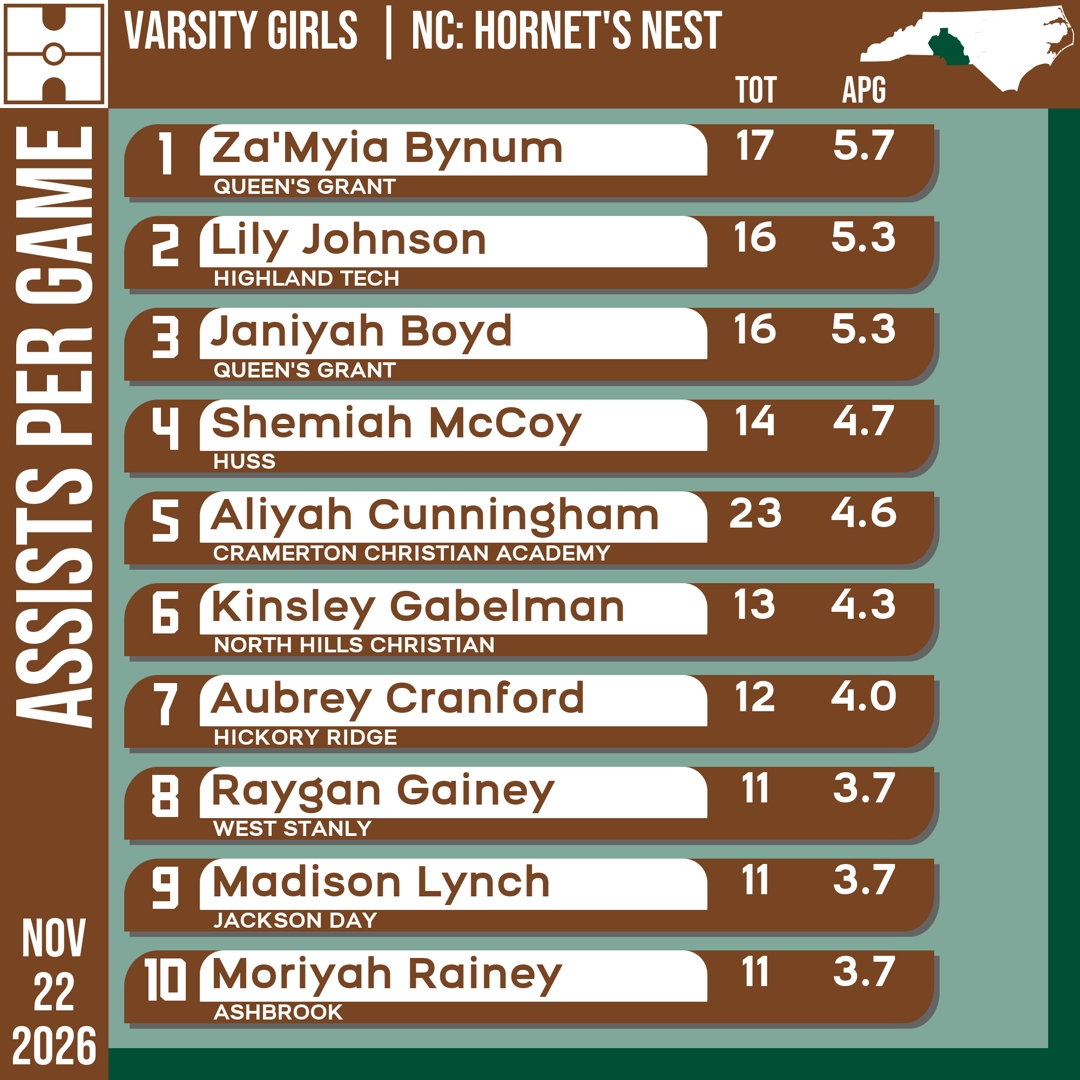 VARSITY GIRLS | NC: HORNET'S NEST
TOT APG
ASSISTS PER GAME
1 Za'Myia Bynum 17 5.7
QUEEN'S GRANT
2 Lily Johnson 16 5.3
HIGHLAND TECH
3 Janiyah Boyd 16 5.3
QUEEN'S GRANT
4 Shemiah McCoy 14 4.7
HUSS
5 Aliyah Cunningham 23 4.6
CRAMERTON CHRISTIAN ACADEMY
6 Kinsley Gabelman 13 4.3
NORTH HILLS CHRISTIAN
7 Aubrey Cranford 12 4.0
HICKORY RIDGE
8 Raygan Gainey 11 3.7
WEST STANLY
9 Madison Lynch 11 3.7
JACKSON DAY
10 Moriyah Rainey 11 3.7
ASHBROOK
NOV
22
2026